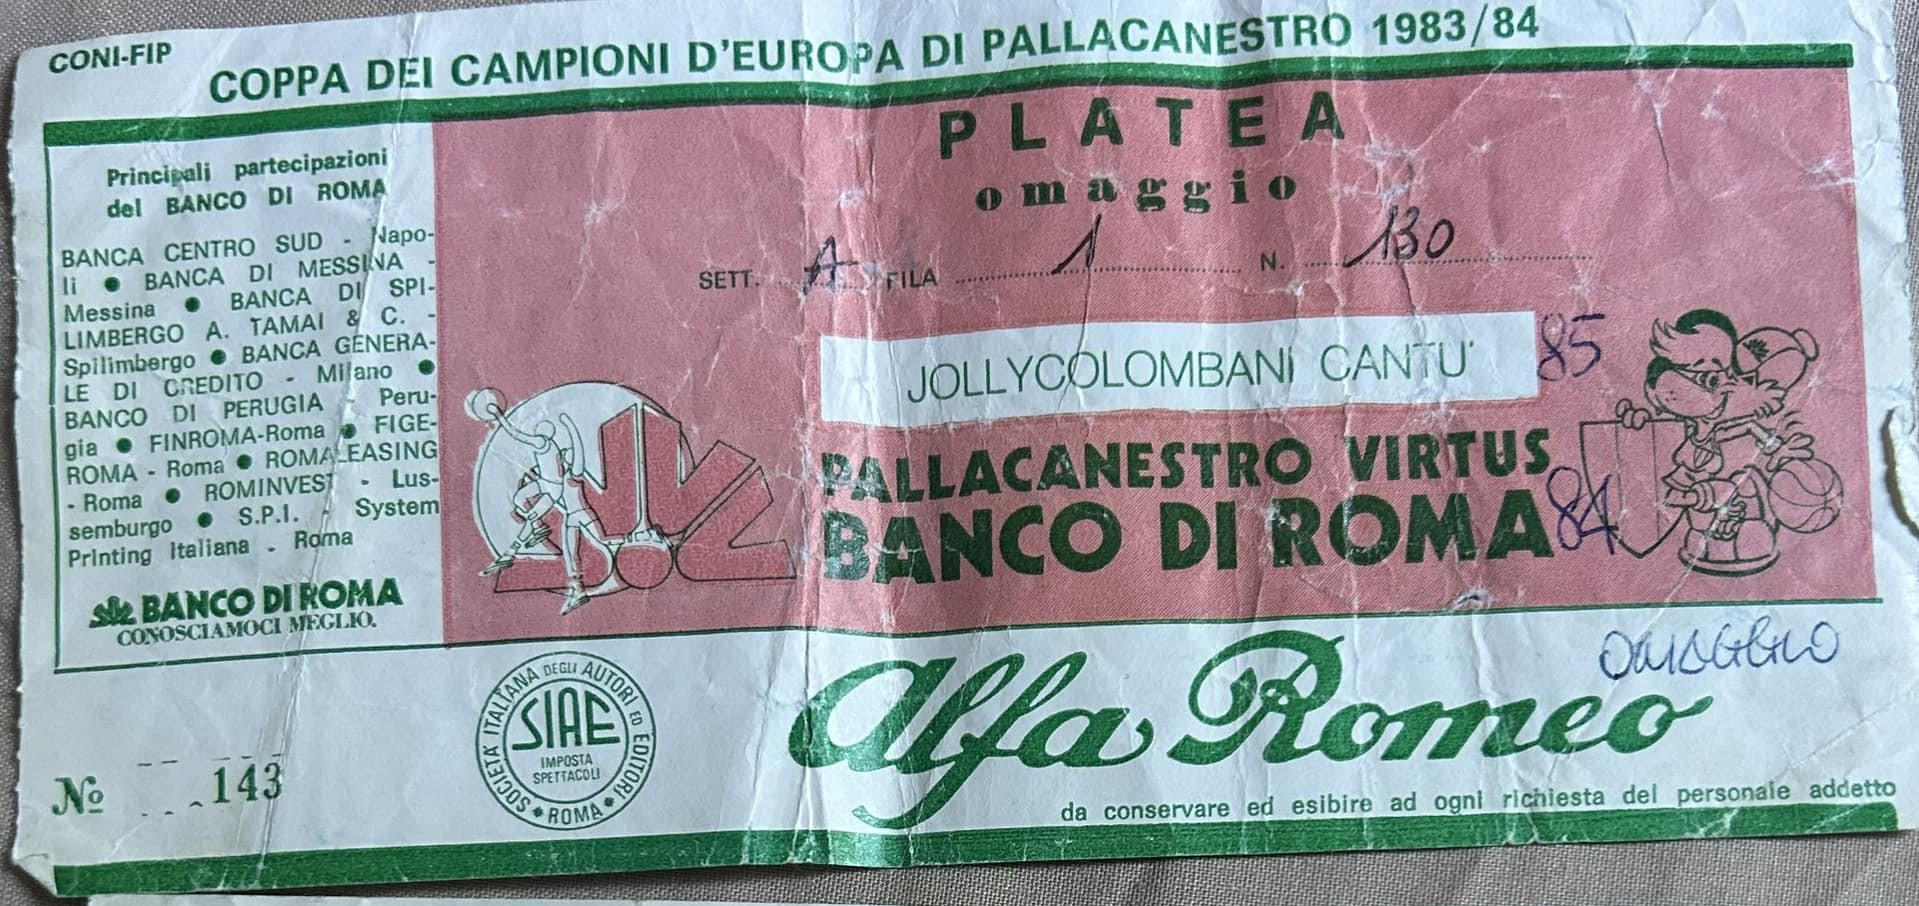 CONI-FIP
COPPA DEI CAMPIONI D'EUROPA DI PALLACANESTRO 1983/84
Principali partecipazioni
del BANCO DI ROMA
BANCA CENTRO SUD - Napo-
li ● BANCA DI MESSINA -
Messina ● BANCA DI SPI-
LIMBERGO A. TAMAI & C. -
Spilimbergo ● BANCA GENERA-
LE DI CREDITO - Milano ●
BANCO DI PERUGIA - Peru-
gia ● FINROMA-Roma ● FIGE-
ROMA - Roma ● ROMALEASING
- Roma ● ROMINVEST - Lus-
semburgo ● S.P.I. - System
Printing Italiana - Roma
BANCO DI ROMA
CONOSCIAMOCI MEGLIO.
PLATEA
omaggio
SETT. A FILA 1 N. 130
JOLLYCOLOMBANI CANTU' 85
PALLACANESTRO VIRTUS
BANCO DI ROMA 84
OMAGGIO
Nº 143
SOCIETÀ ITALIANA DEGLI AUTORI ED EDITORI
SIAE
IMPOSTA
SPETTACOLI
ROMA
Alfa Romeo
da conservare ed esibire ad ogni richiesta del personale addetto